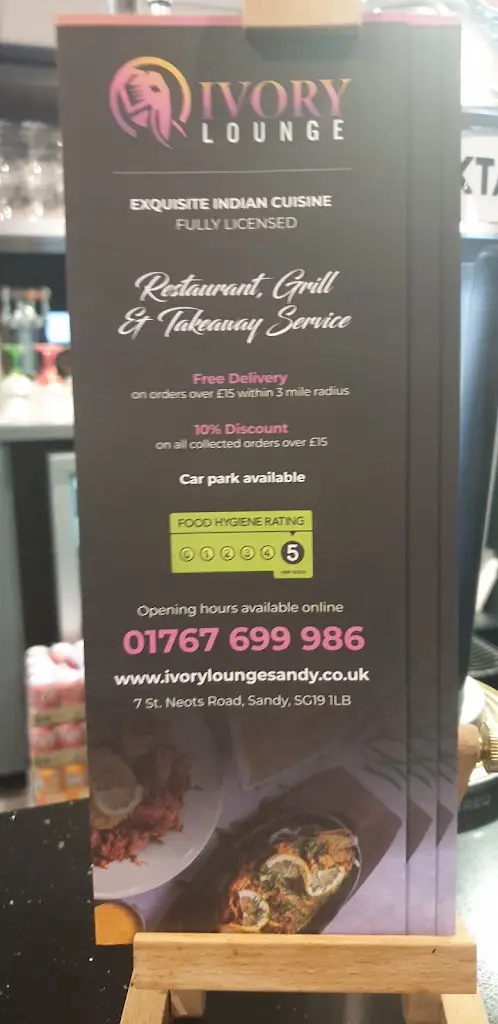 IVORY
LOUNGE
EXQUISITE INDIAN CUISINE
FULLY LICENSED
Restaurant, Grill
& Takeaway Service
Free Delivery
on orders over £15 within 3 mile radius
10% Discount
on all collected orders over £15
Car park available
FOOD HYGIENE RATING
0 1 2 3 4 5
VERY GOOD
Opening hours available online
01767 699 986
www.ivoryloungesandy.co.uk
7 St. Neots Road, Sandy, SG19 1LB
KTA